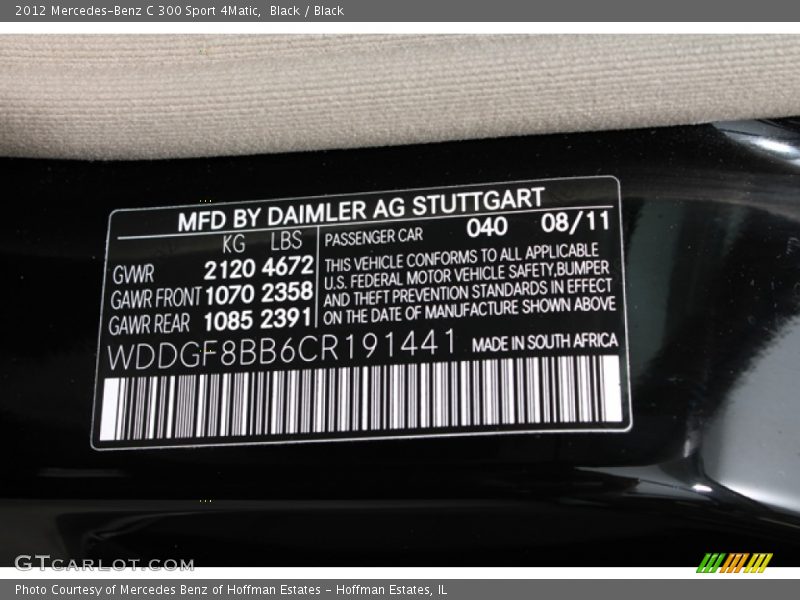 2012 Mercedes-Benz C 300 Sport 4Matic,  Black / Black
MFD BY DAIMLER AG STUTTGART
KG LBS
PASSENGER CAR 040 08/11
GVWR 2120 4672
GAWR FRONT 1070 2358
GAWR REAR 1085 2391
THIS VEHICLE CONFORMS TO ALL APPLICABLE
U.S. FEDERAL MOTOR VEHICLE SAFETY,BUMPER
AND THEFT PREVENTION STANDARDS IN EFFECT
ON THE DATE OF MANUFACTURE SHOWN ABOVE
WDDGF8BB6CR191441 MADE IN SOUTH AFRICA
GTCARLOT.COM
Photo Courtesy of Mercedes Benz of Hoffman Estates - Hoffman Estates, IL